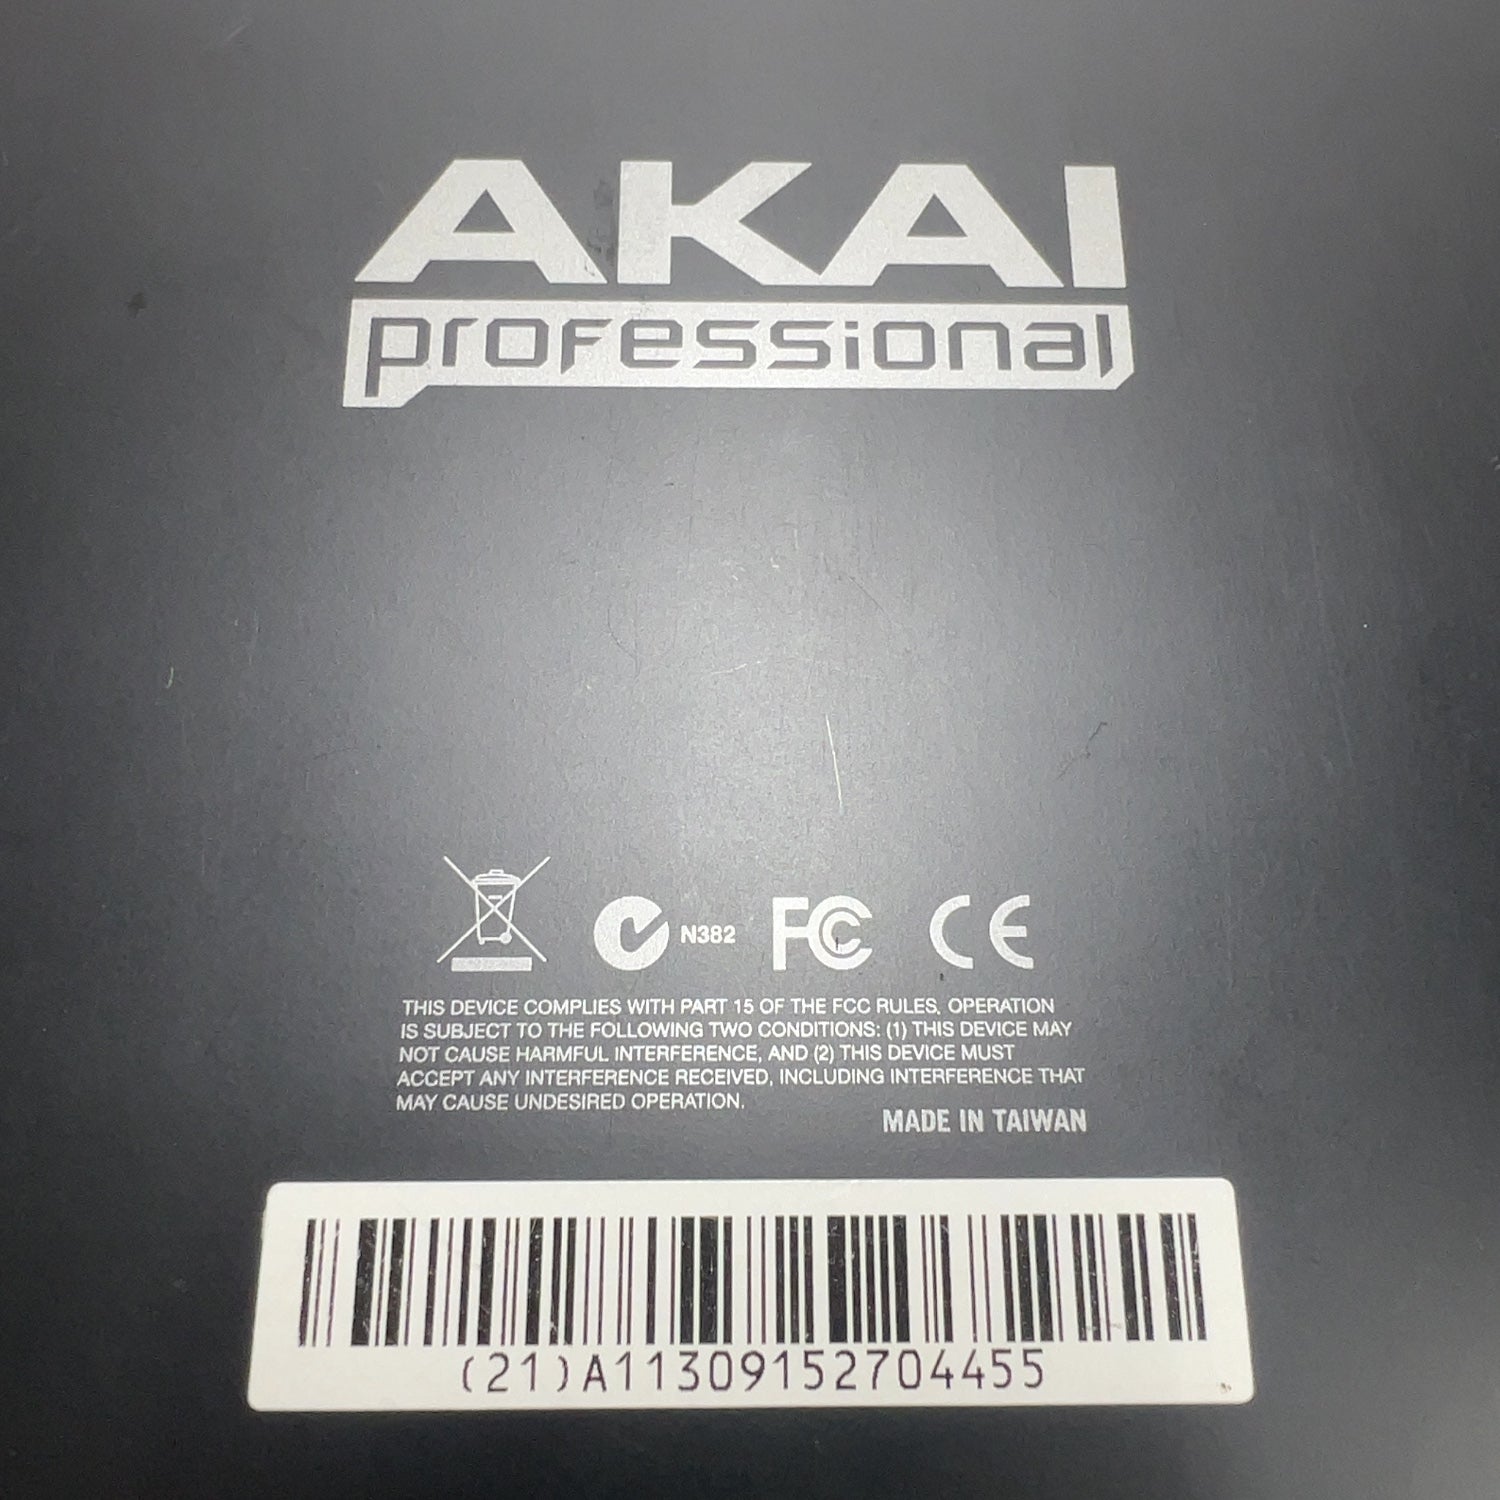 AKAI
professional
N382 FC CE
THIS DEVICE COMPLIES WITH PART 15 OF THE FCC RULES. OPERATION
IS SUBJECT TO THE FOLLOWING TWO CONDITIONS: (1) THIS DEVICE MAY
NOT CAUSE HARMFUL INTERFERENCE, AND (2) THIS DEVICE MUST
ACCEPT ANY INTERFERENCE RECEIVED, INCLUDING INTERFERENCE THAT
MAY CAUSE UNDESIRED OPERATION.
MADE IN TAIWAN
(21)A11309152704455